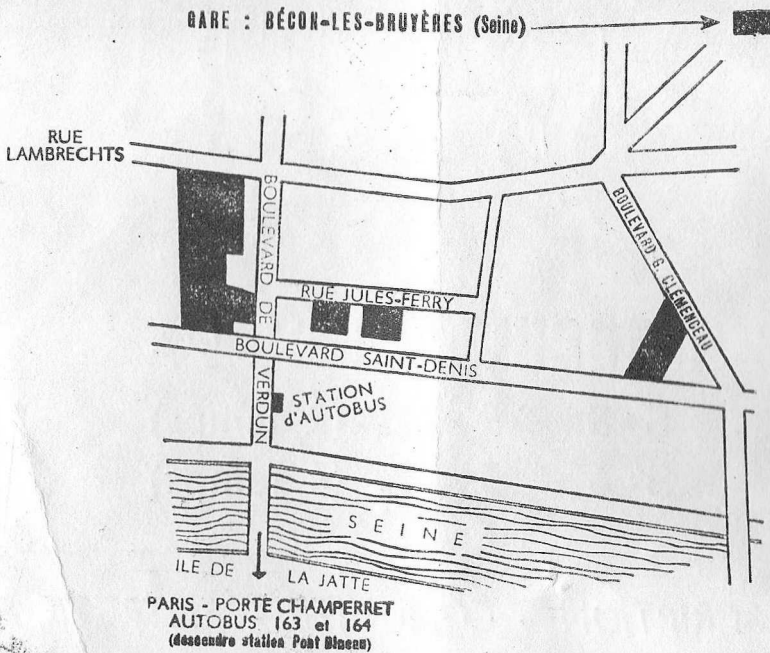 GARE : BÉCON-LES-BRUYÈRES (Seine)
RUE
LAMBRECHTS
BOULEVARD DE VERDUN
BOULEVARD G. CLÉMENCEAU
RUE JULES-FERRY
BOULEVARD SAINT-DENIS
STATION
d'AUTOBUS
SEINE
ILE DE LA JATTE
PARIS - PORTE CHAMPERRET
AUTOBUS 163 et 164
(descendre station Pont Bineau)